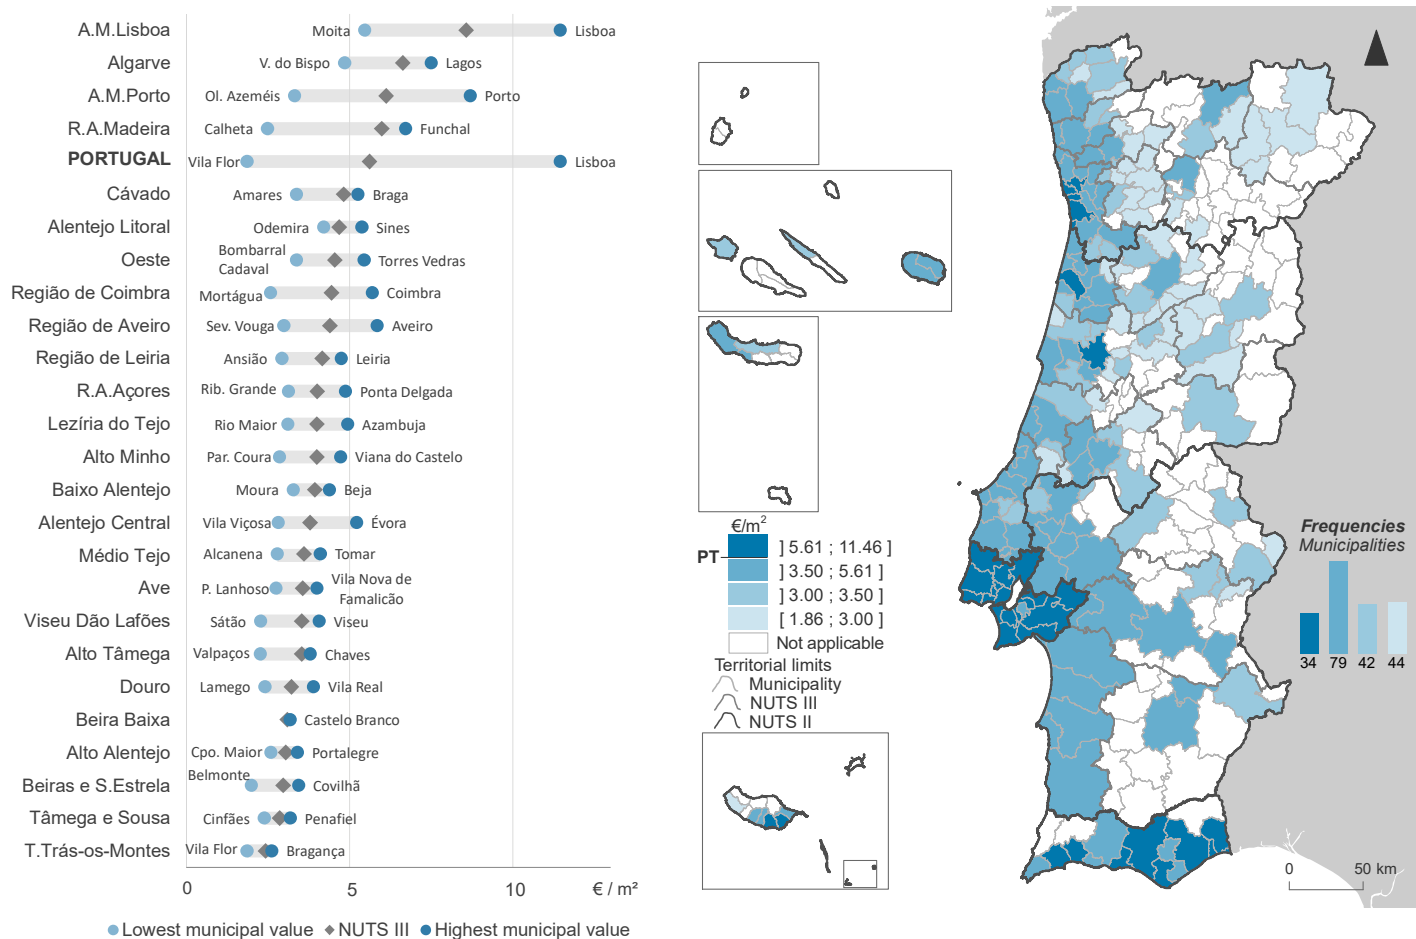 A.M.Lisboa Moita Lisboa
Algarve V. do Bispo Lagos
A.M.Porto Ol. Azeméis Porto
R.A.Madeira Calheta Funchal
PORTUGAL Vila Flor Lisboa
Cávado Amares Braga
Alentejo Litoral Odemira Sines
Oeste Bombarral Cadaval Torres Vedras
Região de Coimbra Mortágua Coimbra
Região de Aveiro Sev. Vouga Aveiro
Região de Leiria Ansião Leiria
R.A.Açores Rib. Grande Ponta Delgada
Lezíria do Tejo Rio Maior Azambuja
Alto Minho Par. Coura Viana do Castelo
Baixo Alentejo Moura Beja
Alentejo Central Vila Viçosa Évora
Médio Tejo Alcanena Tomar
Ave P. Lanhoso Vila Nova de Famalicão
Viseu Dão Lafões Sátão Viseu
Alto Tâmega Valpaços Chaves
Douro Lamego Vila Real
Beira Baixa Castelo Branco
Alto Alentejo Cpo. Maior Portalegre
Beiras e S.Estrela Belmonte Covilhã
Tâmega e Sousa Cinfães Penafiel
T.Trás-os-Montes Vila Flor Bragança
0 5 10 € / m²
Lowest municipal value NUTS III Highest municipal value
€/m²
PT
] 5.61 ; 11.46 ]
] 3.50 ; 5.61 ]
] 3.00 ; 3.50 ]
[ 1.86 ; 3.00 ]
Not applicable
Territorial limits
Municipality
NUTS III
NUTS II
Frequencies
Municipalities
34 79 42 44
0 50 km